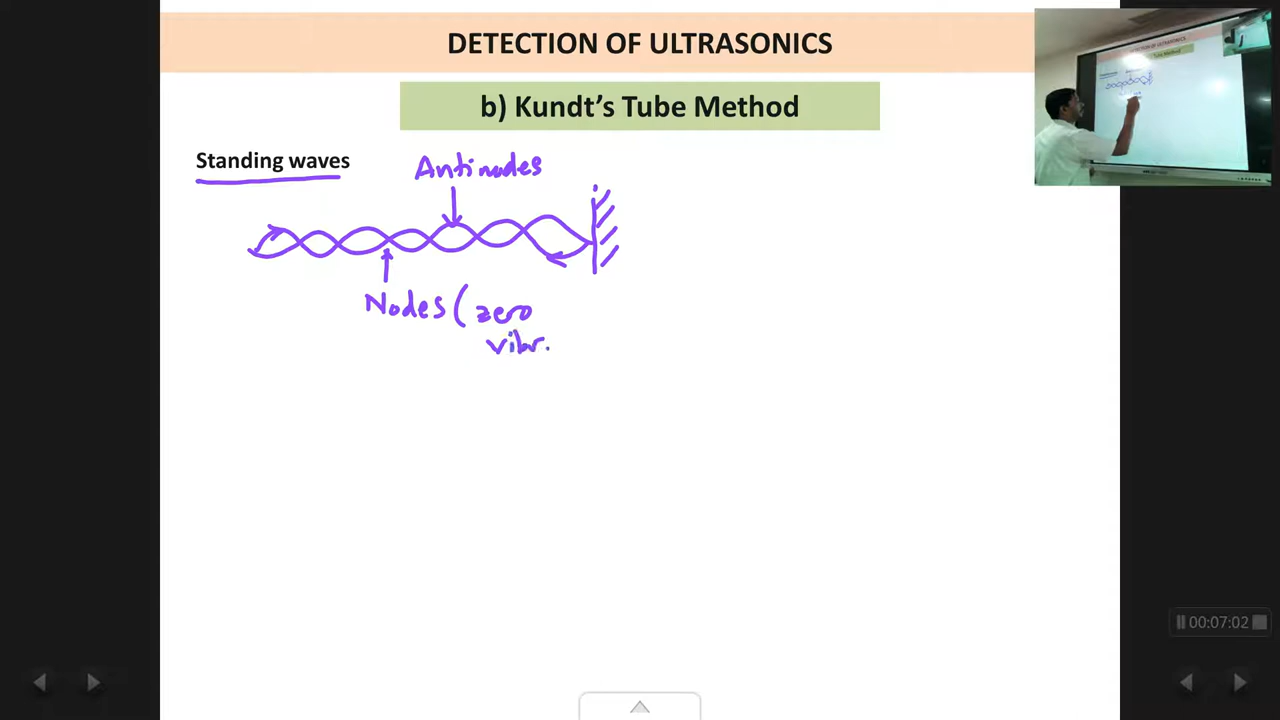 DETECTION OF ULTRASONICS
b) Kundt’s Tube Method
Standing waves
Antinodes
Nodes (zero
vibr.
00:07:02